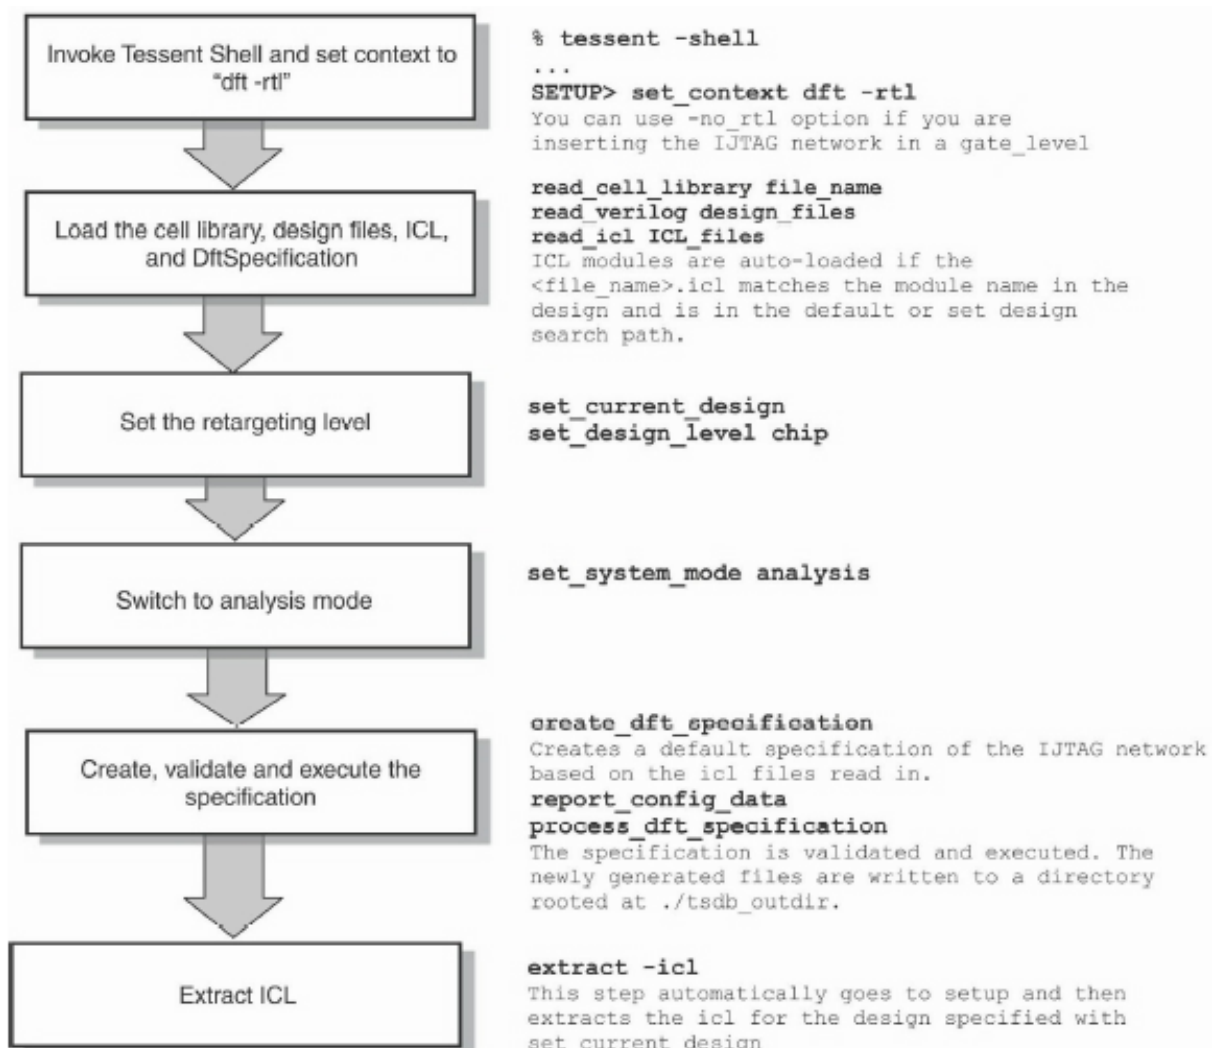 Invoke Tessent Shell and set context to
“dft -rtl”
% tessent -shell
...
SETUP> set_context dft -rtl
You can use -no_rtl option if you are
inserting the IJTAG network in a gate_level
Load the cell library, design files, ICL,
and DftSpecification
read_cell_library file_name
read_verilog design_files
read_icl ICL_files
ICL modules are auto-loaded if the
<file_name>.icl matches the module name in the
design and is in the default or set design
search path.
Set the retargeting level
set_current_design
set_design_level chip
Switch to analysis mode
set_system_mode analysis
Create, validate and execute the
specification
create_dft_specification
Creates a default specification of the IJTAG network
based on the icl files read in.
report_config_data
process_dft_specification
The specification is validated and executed. The
newly generated files are written to a directory
rooted at ./tsdb_outdir.
Extract ICL
extract -icl
This step automatically goes to setup and then
extracts the icl for the design specified with
set current design